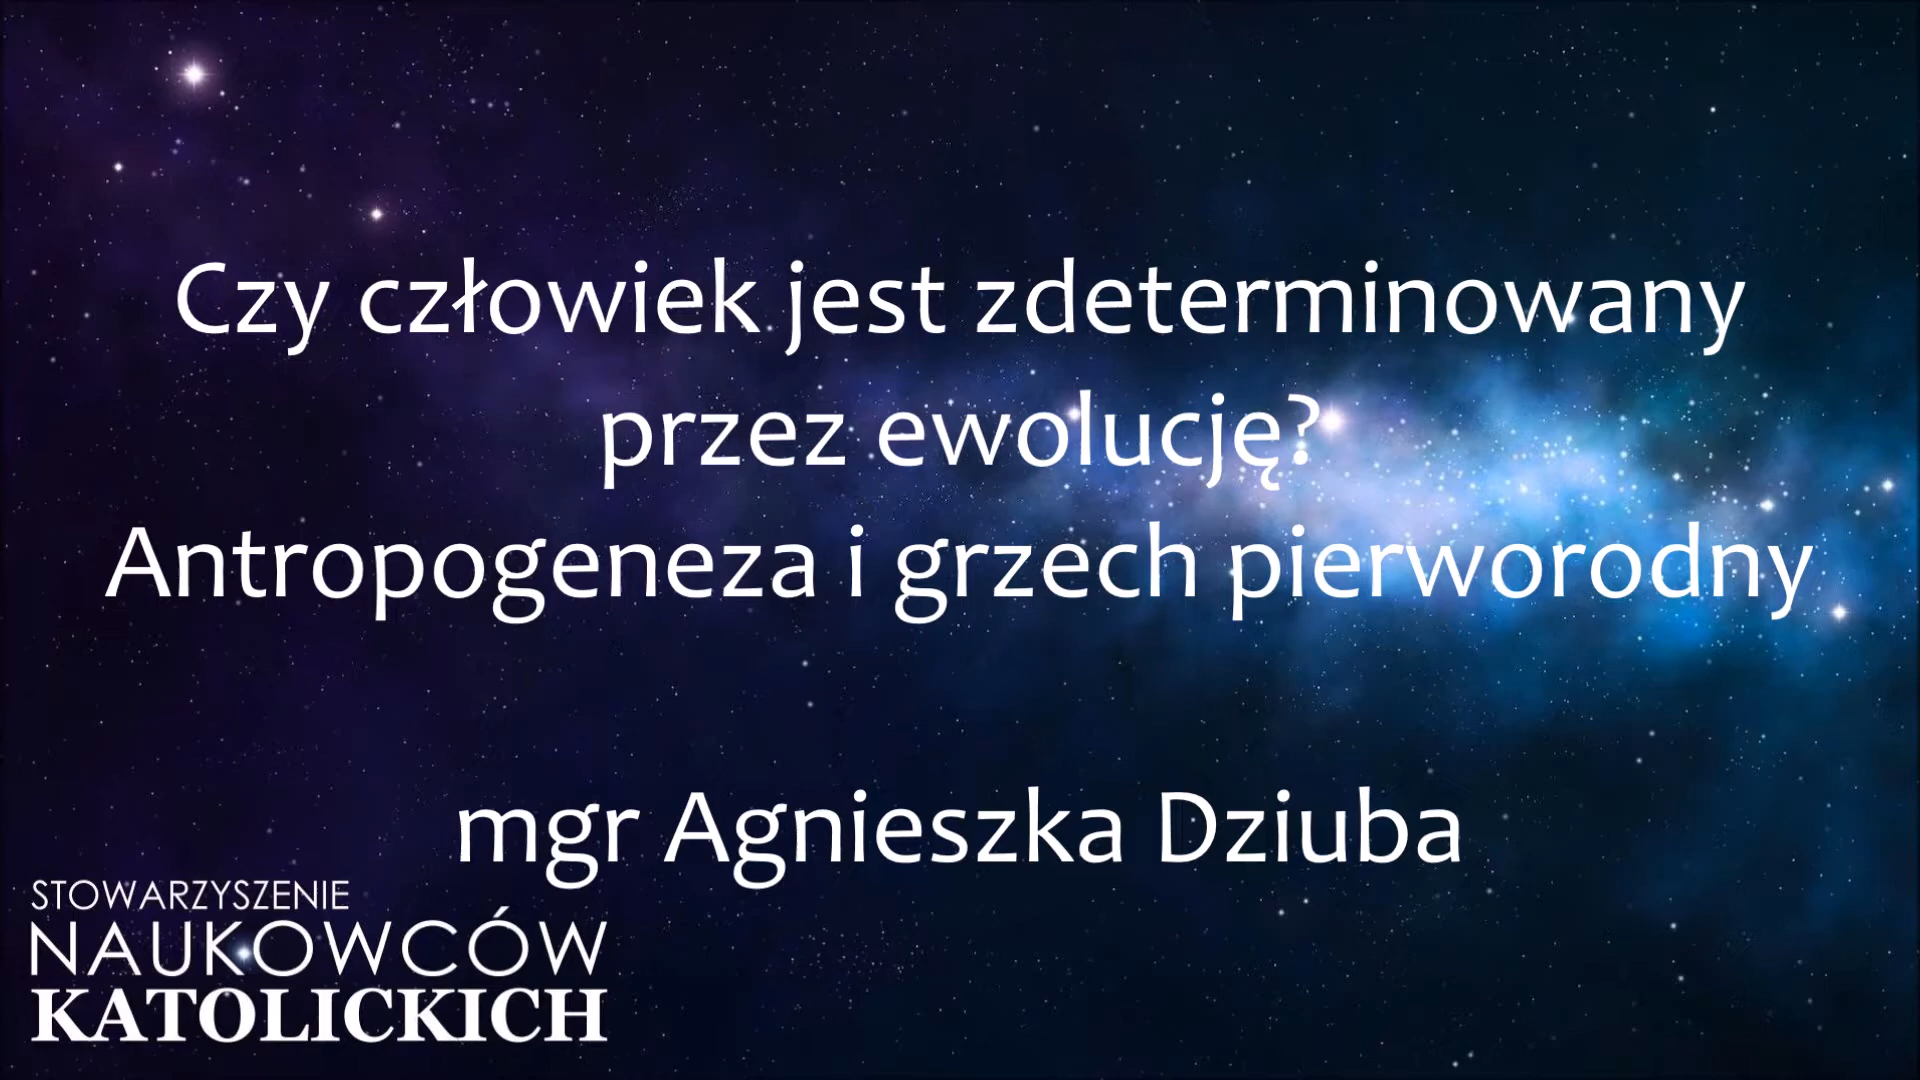 Czy człowiek jest zdeterminowany
przez ewolucję?
Antropogeneza i grzech pierworodny
mgr Agnieszka Dziuba
STOWARZYSZENIE
NAUKOWCÓW
KATOLICKICH